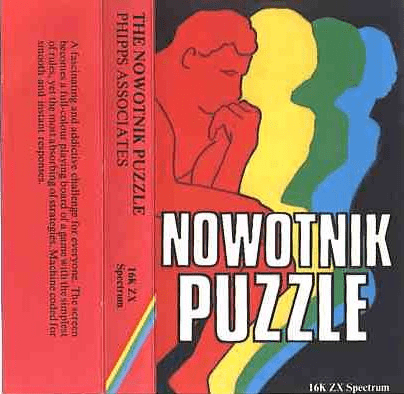 A fascinating and addictive challenge for everyone. The screen
becomes a full-colour playing board of a game with the simplest
of rules, yet the most absorbing of strategies. Machine coded for
smooth and instant responses.
THE NOWOTNIK PUZZLE
PHIPPS ASSOCIATES
16K ZX
Spectrum
NOWOTNIK
PUZZLE
16K ZX Spectrum